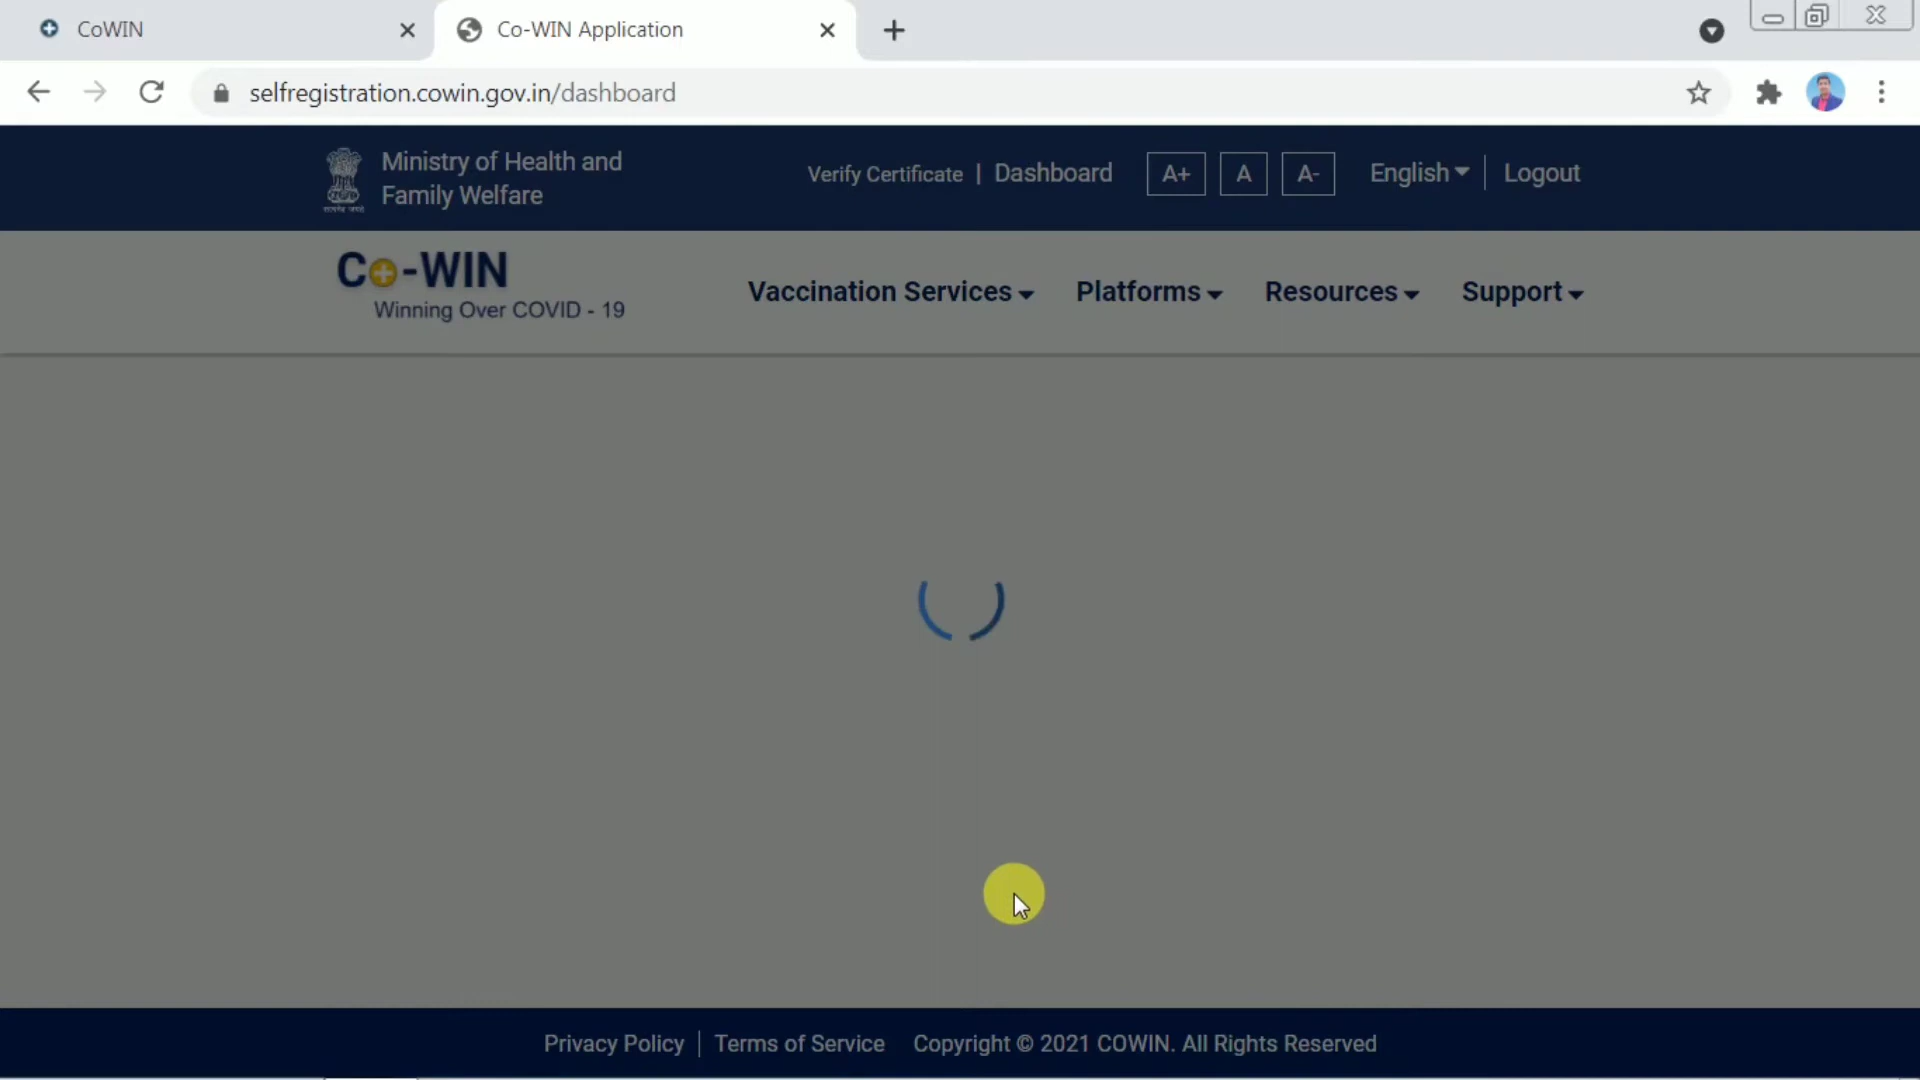 CoWIN
Co-WIN Application
selfregistration.cowin.gov.in/dashboard
Ministry of Health and
Family Welfare
Verify Certificate | Dashboard A+ A A- English | Logout
Co-WIN
Winning Over COVID - 19
Vaccination Services Platforms Resources Support
Privacy Policy | Terms of Service Copyright © 2021 COWIN. All Rights Reserved